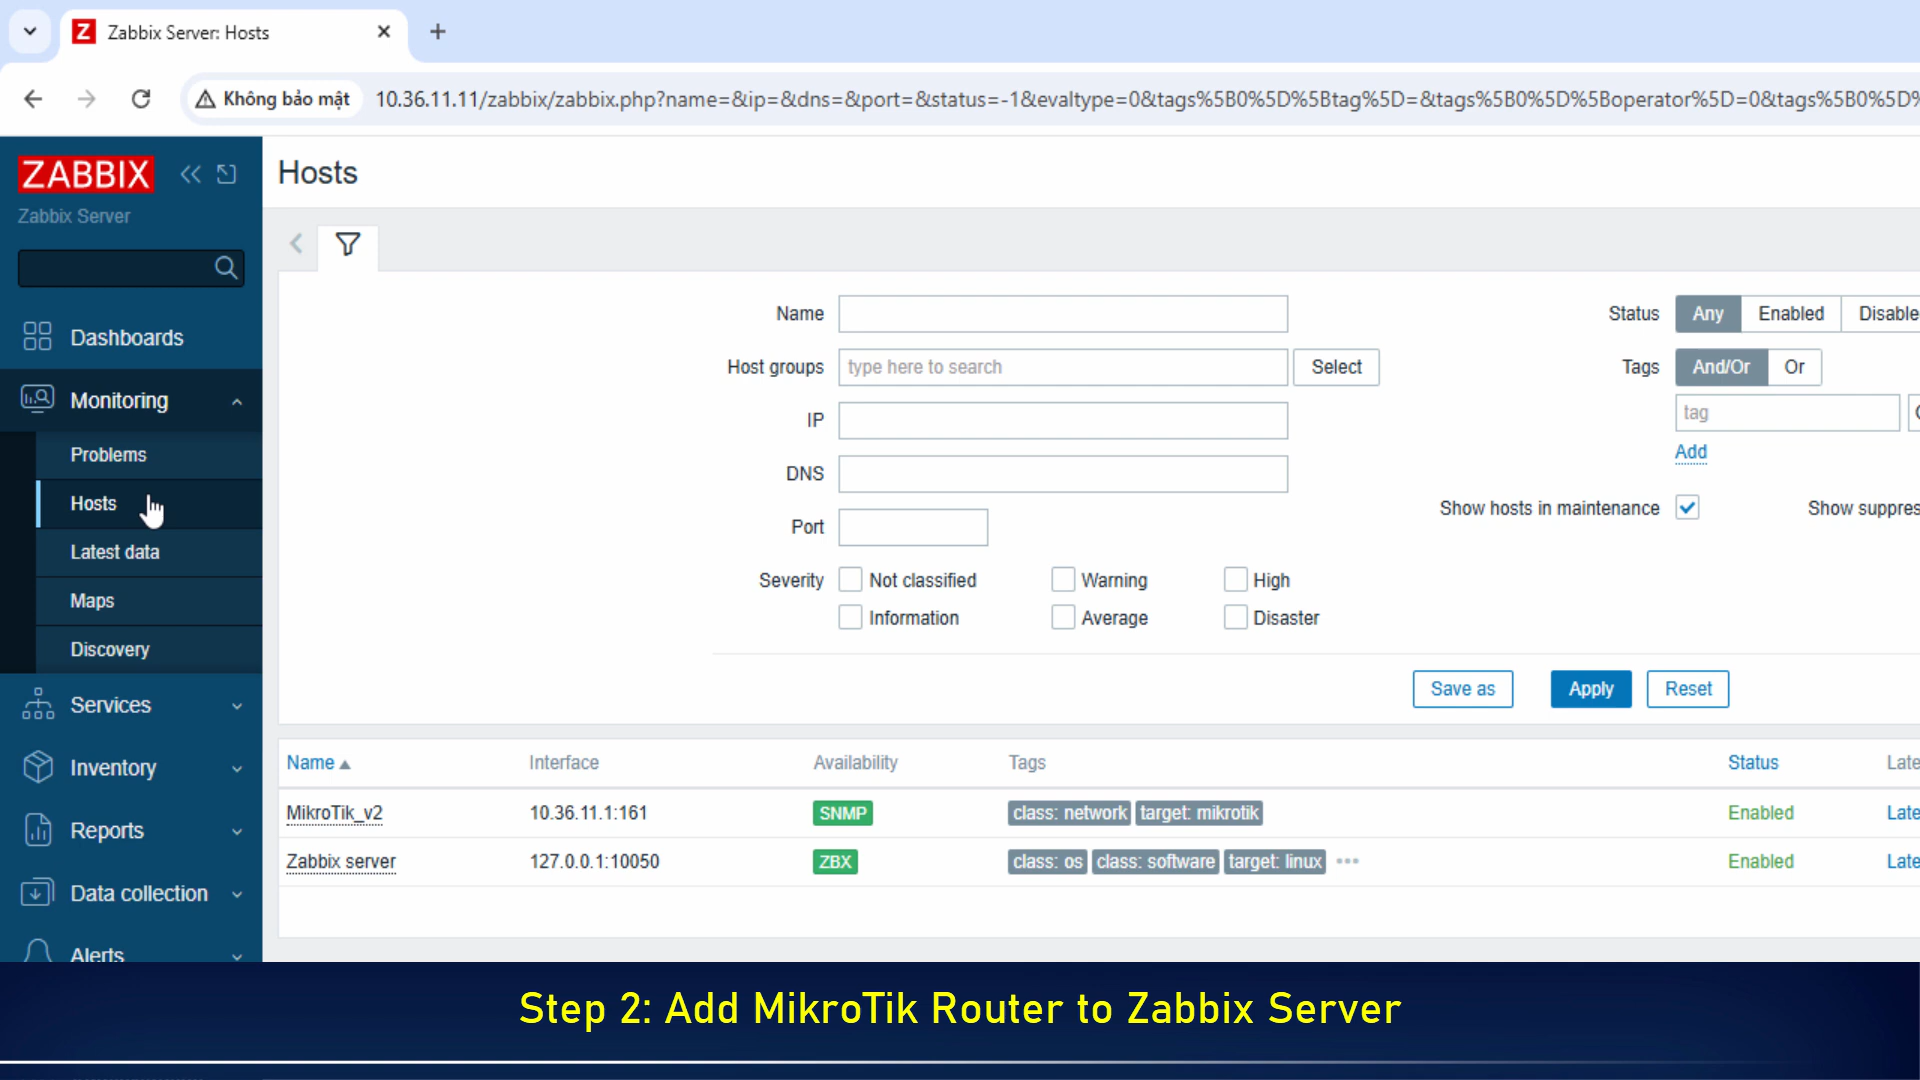 Zabbix Server: Hosts
Không bảo mật
10.36.11.11/zabbix/zabbix.php?name=&ip=&dns=&port=&status=-1&evaltype=0&tags%5B0%5D%5Btag%5D=&tags%5B0%5D%5Boperator%5D=0&tags%5B0%5D%
ZABBIX
Zabbix Server
Dashboards
Monitoring
Problems
Hosts
Latest data
Maps
Discovery
Services
Inventory
Reports
Data collection
Alerts
Hosts
Name
Host groups type here to search Select
IP
DNS
Port
Severity Not classified Warning High
Information Average Disaster
Status Any Enabled Disable
Tags And/Or Or
tag
Add
Show hosts in maintenance Show suppres
Save as Apply Reset
Name Interface Availability Tags Status Late
MikroTik_v2 10.36.11.1:161 SNMP class: network target: mikrotik Enabled Late
Zabbix server 127.0.0.1:10050 ZBX class: os class: software target: linux Enabled Late
Step 2: Add MikroTik Router to Zabbix Server